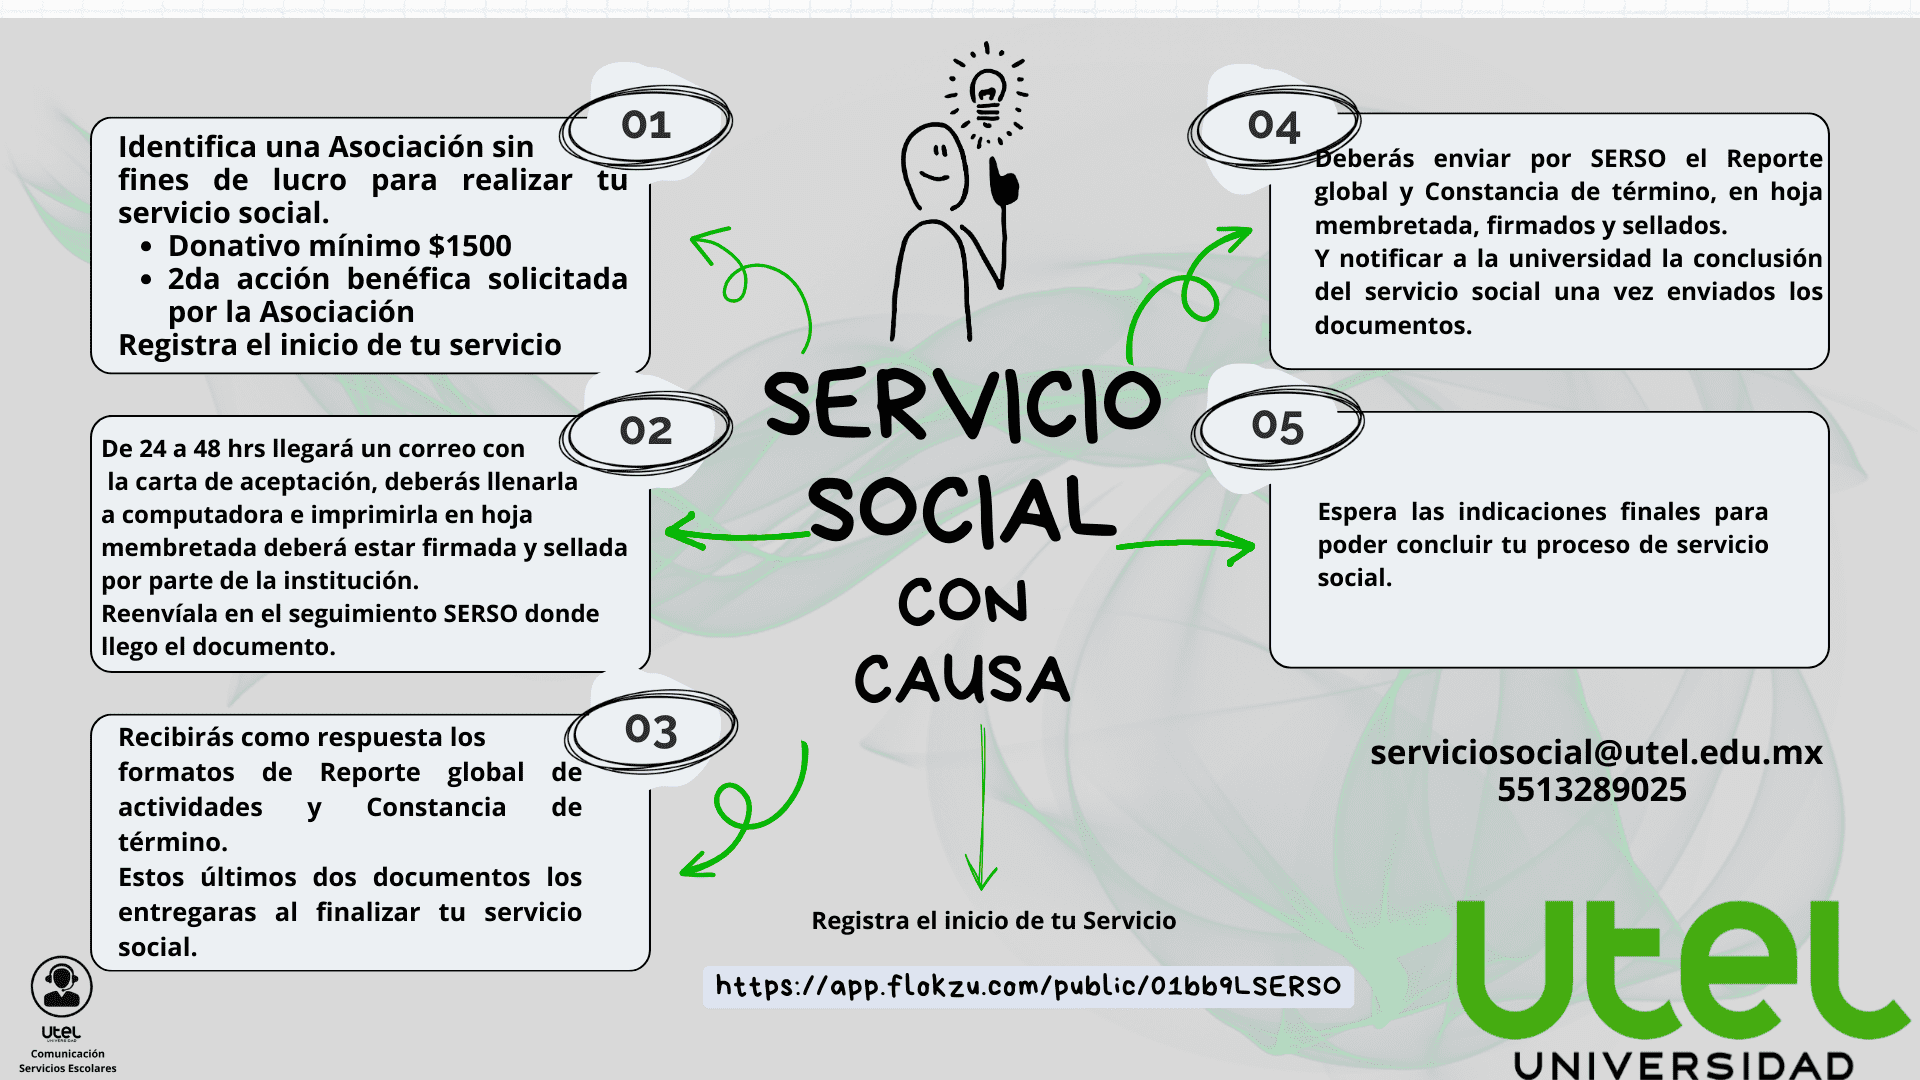 01
Identifica una Asociación sin
fines de lucro para realizar tu
servicio social.
• Donativo mínimo $1500
• 2da acción benéfica solicitada
por la Asociación
Registra el inicio de tu servicio
02
De 24 a 48 hrs llegará un correo con
la carta de aceptación, deberás llenarla
a computadora e imprimirla en hoja
membretada deberá estar firmada y sellada
por parte de la institución.
Reenvíala en el seguimiento SERSO donde
llego el documento.
03
Recibirás como respuesta los
formatos de Reporte global de
actividades y Constancia de
término.
Estos últimos dos documentos los
entregaras al finalizar tu servicio
social.
SERVICIO
SOCIAL
CON
CAUSA
Registra el inicio de tu Servicio
https://app.flokzu.com/public/01bb9LSERSO
04
Deberás enviar por SERSO el Reporte
global y Constancia de término, en hoja
membretada, firmados y sellados.
Y notificar a la universidad la conclusión
del servicio social una vez enviados los
documentos.
05
Espera las indicaciones finales para
poder concluir tu proceso de servicio
social.
serviciosocial@utel.edu.mx
5513289025
utel
UNIVERSIDAD
utel
UNIVERSIDAD
Comunicación
Servicios Escolares